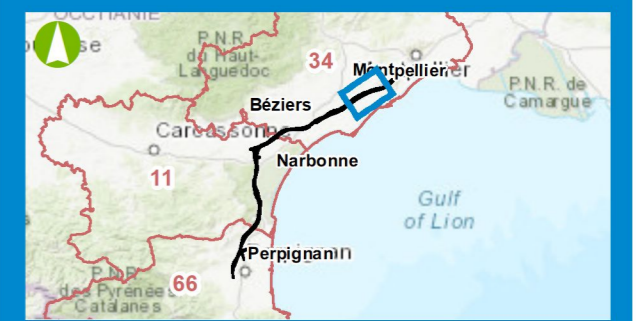 OCCITANIE
P.N.R.
du Haut-
Languedoc
34
Montpellier
P.N.R. de
Camargue
Béziers
Carcassonne
Narbonne
11
Gulf
of Lion
Perpignan
66
P.N.R.
des Pyrénées
Catalanes